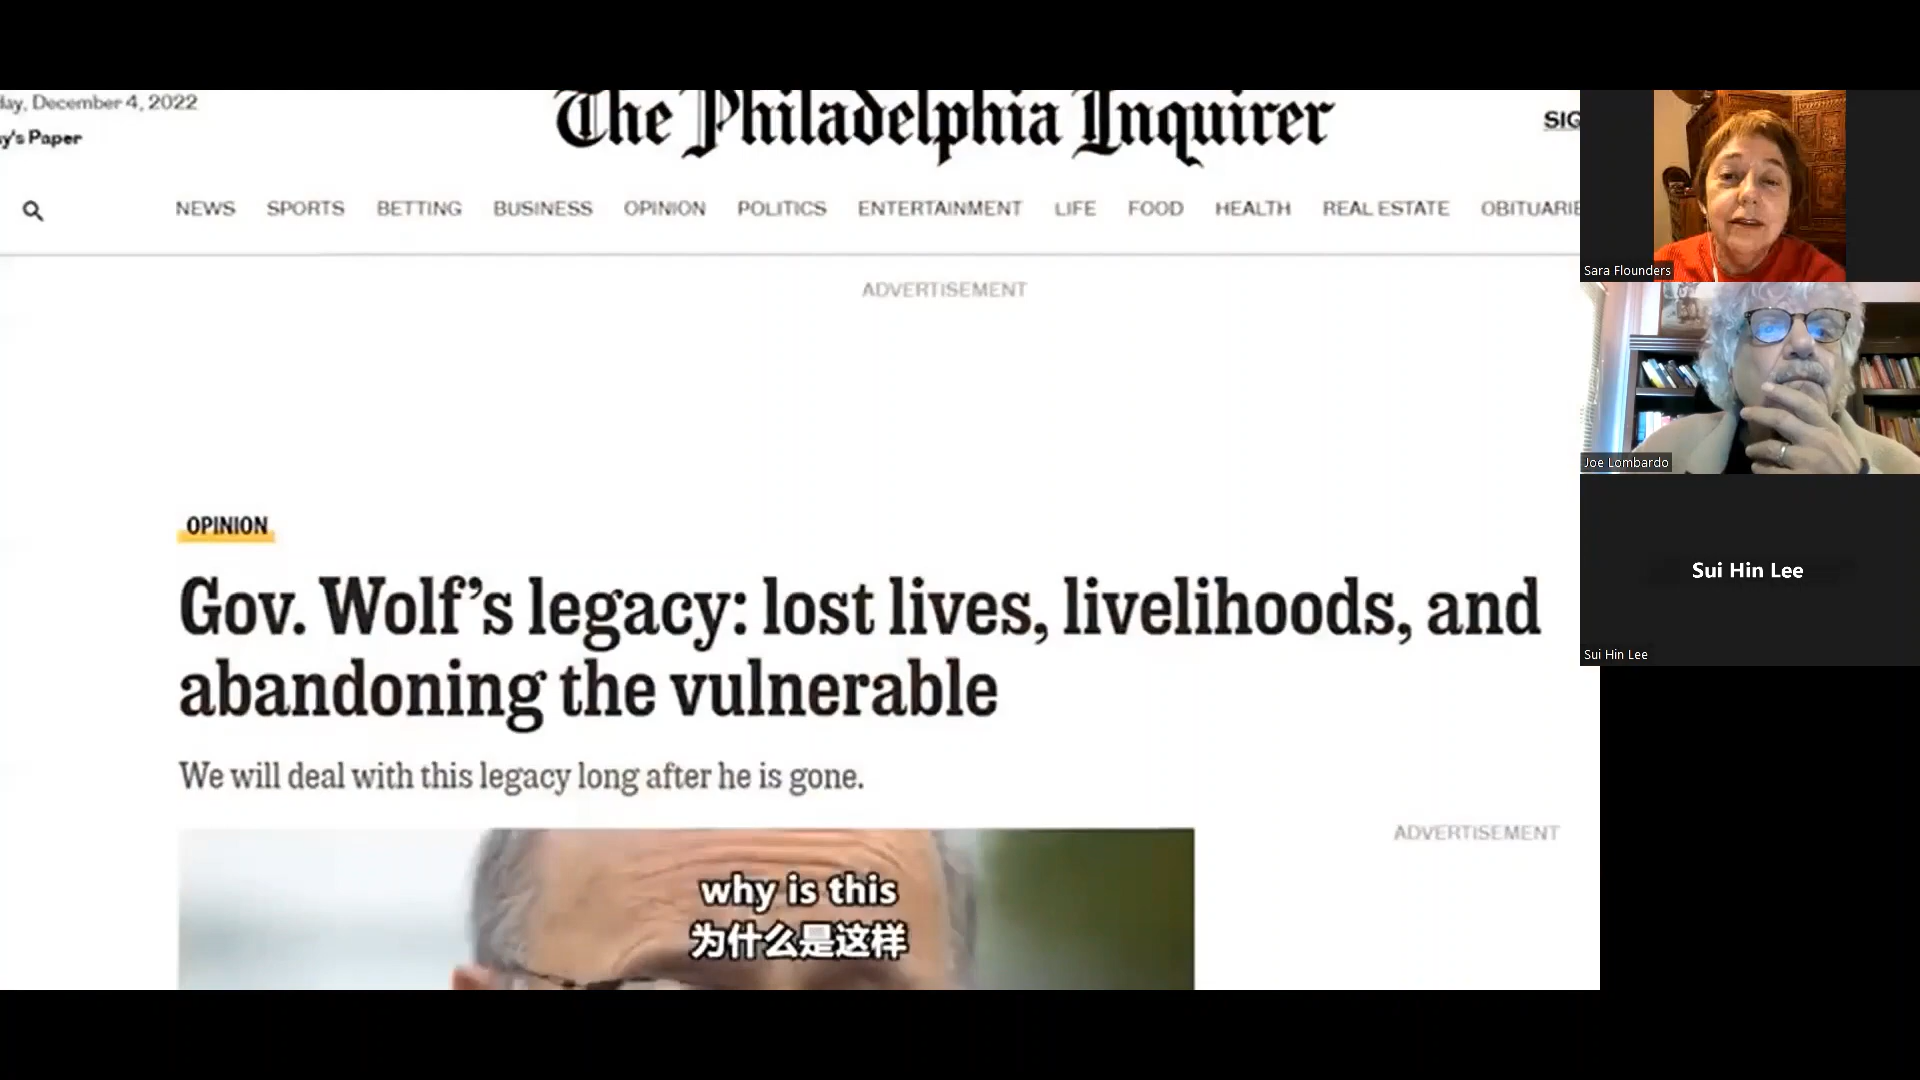 day, December 4, 2022
y's Paper
The Philadelphia Inquirer
SIG
NEWS SPORTS BETTING BUSINESS OPINION POLITICS ENTERTAINMENT LIFE FOOD HEALTH REAL ESTATE OBITUARIE
ADVERTISEMENT
OPINION
Gov. Wolf’s legacy: lost lives, livelihoods, and
abandoning the vulnerable
We will deal with this legacy long after he is gone.
ADVERTISEMENT
why is this
为什么是这样
Sara Flounders
Joe Lombardo
Sui Hin Lee
Sui Hin Lee